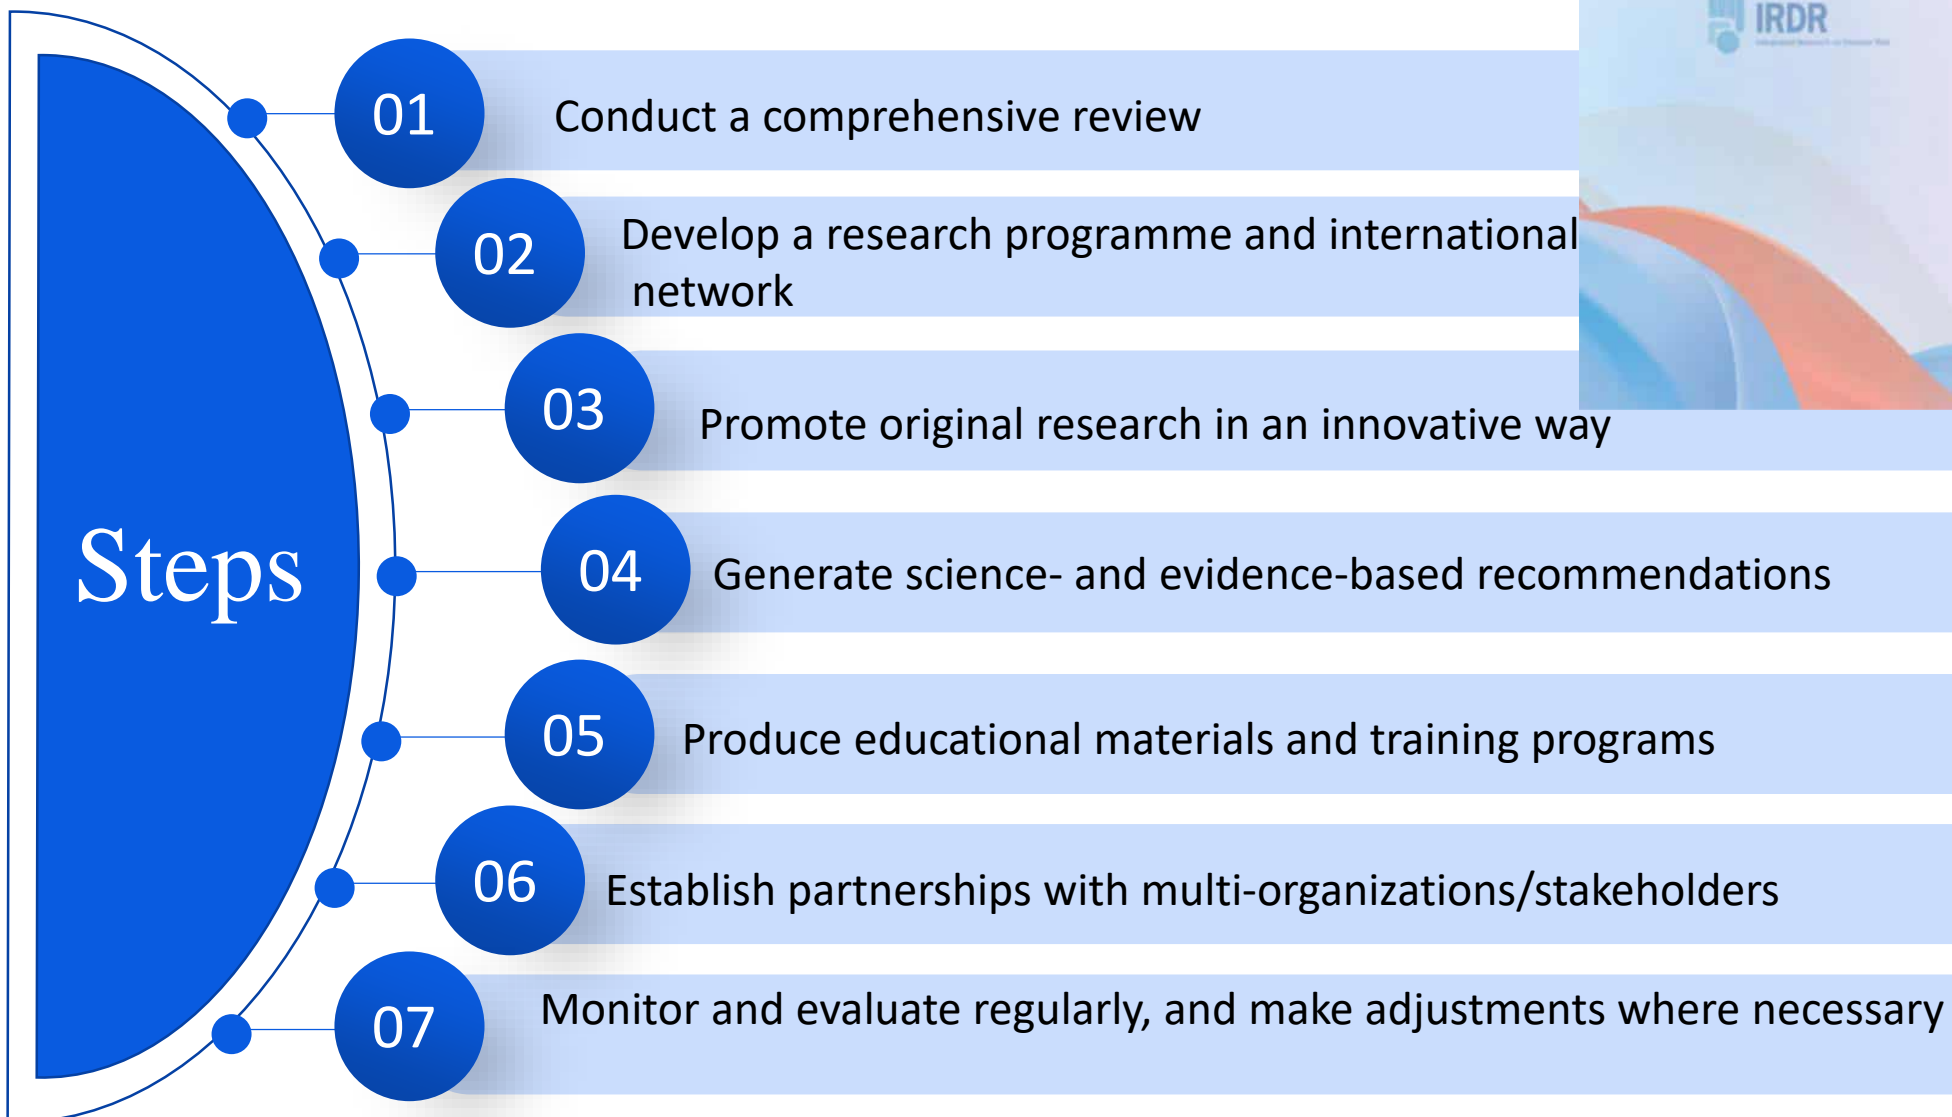 IRDR
01
Conduct a comprehensive review
02
Develop a research programme and international
network
03
Promote original research in an innovative way
Steps
04
Generate science- and evidence-based recommendations
05
Produce educational materials and training programs
06
Establish partnerships with multi-organizations/stakeholders
07
Monitor and evaluate regularly, and make adjustments where necessary